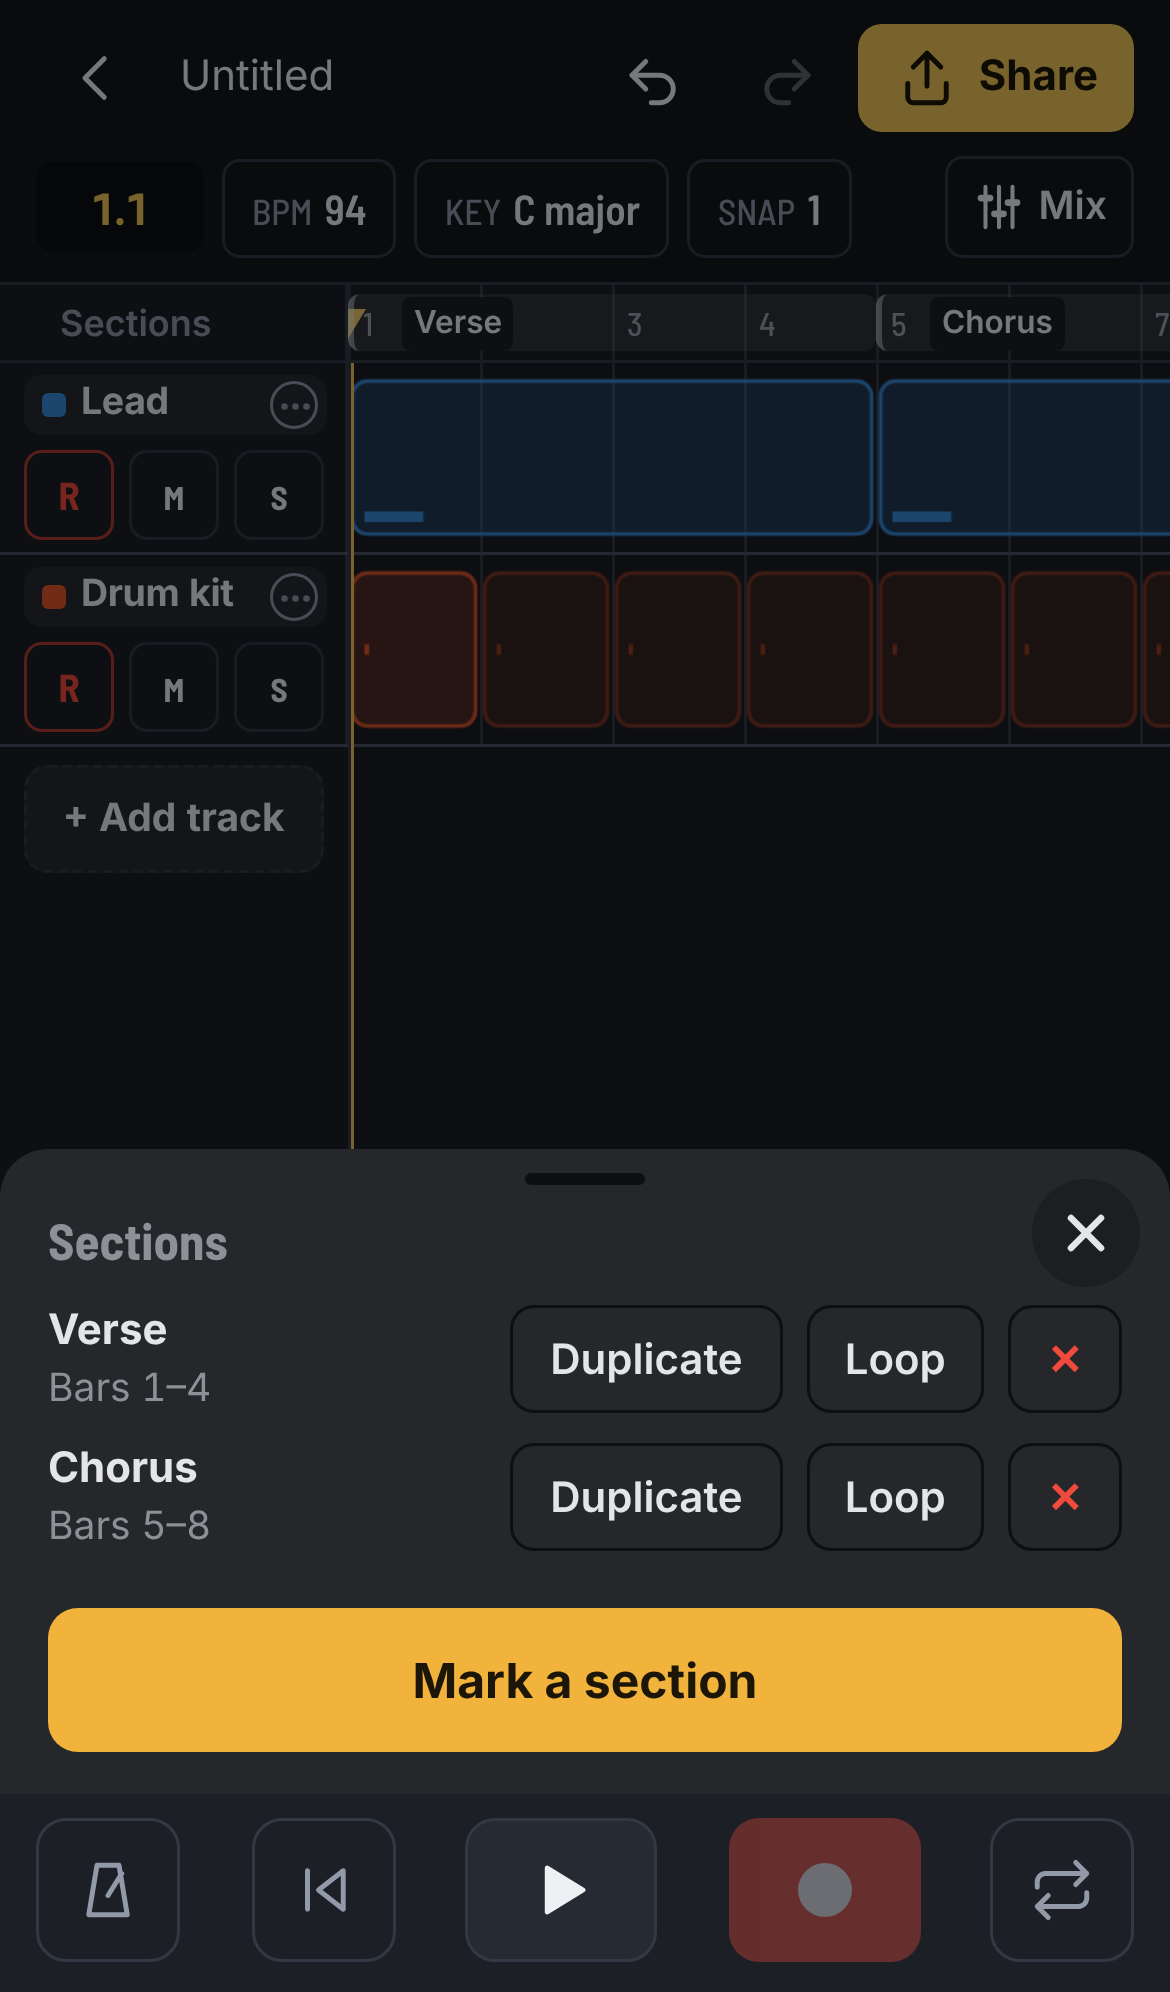 Untitled
Share
1.1
BPM 94
KEY C major
SNAP 1
Mix
Sections
1 Verse 3 4 5 Chorus 7
Lead
R M S
Drum kit
R M S
+ Add track
Sections
Verse
Bars 1–4
Duplicate Loop ✕
Chorus
Bars 5–8
Duplicate Loop ✕
Mark a section